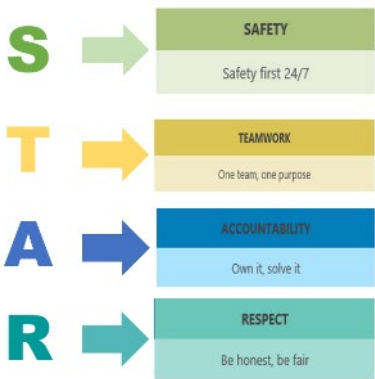 S
SAFETY
Safety first 24/7
T
TEAMWORK
One team, one purpose
A
ACCOUNTABILITY
Own it, solve it
R
RESPECT
Be honest, be fair